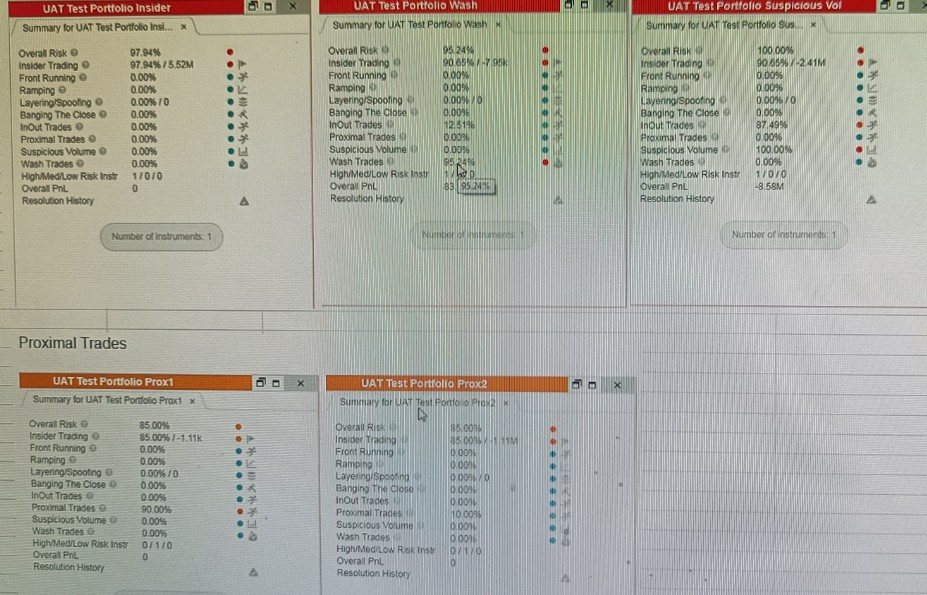 UAT Test Portfolio Insider
Summary for UAT Test Portfolio Insi... ×
Overall Risk 97.94%
Insider Trading 97.94% / 5.52M
Front Running 0.00%
Ramping 0.00%
Layering/Spoofing 0.00% / 0
Banging The Close 0.00%
InOut Trades 0.00%
Proximal Trades 0.00%
Suspicious Volume 0.00%
Wash Trades 0.00%
High/Med/Low Risk Instr 1 / 0 / 0
Overall PnL 0
Resolution History
Number of instruments: 1
UAT Test Portfolio Wash
Summary for UAT Test Portfolio Wash ×
Overall Risk 95.24%
Insider Trading 90.65% / -7.95k
Front Running 0.00%
Ramping 0.00%
Layering/Spoofing 0.00% / 0
Banging The Close 0.00%
InOut Trades 12.51%
Proximal Trades 0.00%
Suspicious Volume 0.00%
Wash Trades 95.24%
High/Med/Low Risk Instr 1 / 0
Overall PnL 83 95.24%
Resolution History
Number of instruments: 1
UAT Test Portfolio Suspicious Vol
Summary for UAT Test Portfolio Sus... ×
Overall Risk 100.00%
Insider Trading 90.65% / -2.41M
Front Running 0.00%
Ramping 0.00%
Layering/Spoofing 0.00% / 0
Banging The Close 0.00%
InOut Trades 87.49%
Proximal Trades 0.00%
Suspicious Volume 100.00%
Wash Trades 0.00%
High/Med/Low Risk Instr 1 / 0 / 0
Overall PnL -8.58M
Resolution History
Number of instruments: 1
Proximal Trades
UAT Test Portfolio Prox1
Summary for UAT Test Portfolio Prox1 ×
Overall Risk 85.00%
Insider Trading 85.00% / -1.11k
Front Running 0.00%
Ramping 0.00%
Layering/Spoofing 0.00% / 0
Banging The Close 0.00%
InOut Trades 0.00%
Proximal Trades 90.00%
Suspicious Volume 0.00%
Wash Trades 0.00%
High/Med/Low Risk Instr 0 / 1 / 0
Overall PnL 0
Resolution History
UAT Test Portfolio Prox2
Summary for UAT Test Portfolio Prox2 ×
Overall Risk 85.00%
Insider Trading 85.00% / -1.11M
Front Running 0.00%
Ramping 0.00%
Layering/Spoofing 0.00% / 0
Banging The Close 0.00%
InOut Trades 0.00%
Proximal Trades 10.00%
Suspicious Volume 0.00%
Wash Trades 0.00%
High/Med/Low Risk Instr 0 / 1 / 0
Overall PnL 0
Resolution History